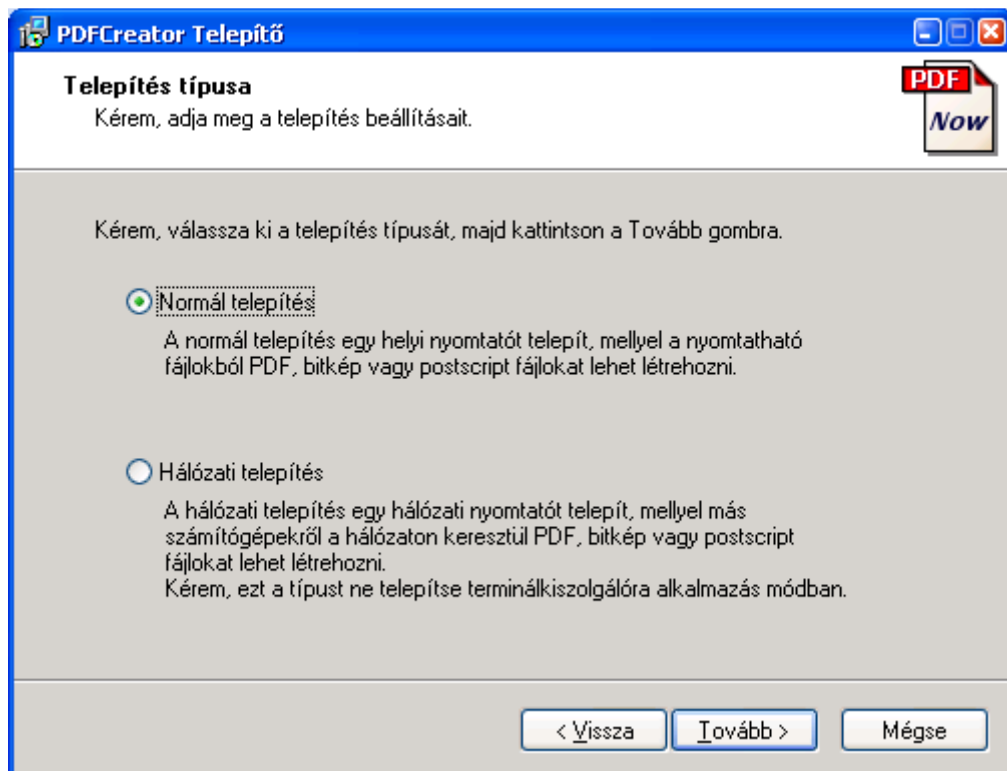 PDFCreator Telepítő
Telepítés típusa
Kérem, adja meg a telepítés beállításait.
PDF
Now
Kérem, válassza ki a telepítés típusát, majd kattintson a Tovább gombra.
Normál telepítés
A normál telepítés egy helyi nyomtatót telepít, mellyel a nyomtatható
fájlokból PDF, bitkép vagy postscript fájlokat lehet létrehozni.
Hálózati telepítés
A hálózati telepítés egy hálózati nyomtatót telepít, mellyel más
számítógépekről a hálózaton keresztül PDF, bitkép vagy postscript
fájlokat lehet létrehozni.
Kérem, ezt a típust ne telepítse terminálkiszolgálóra alkalmazás módban.
< Vissza
Tovább >
Mégse